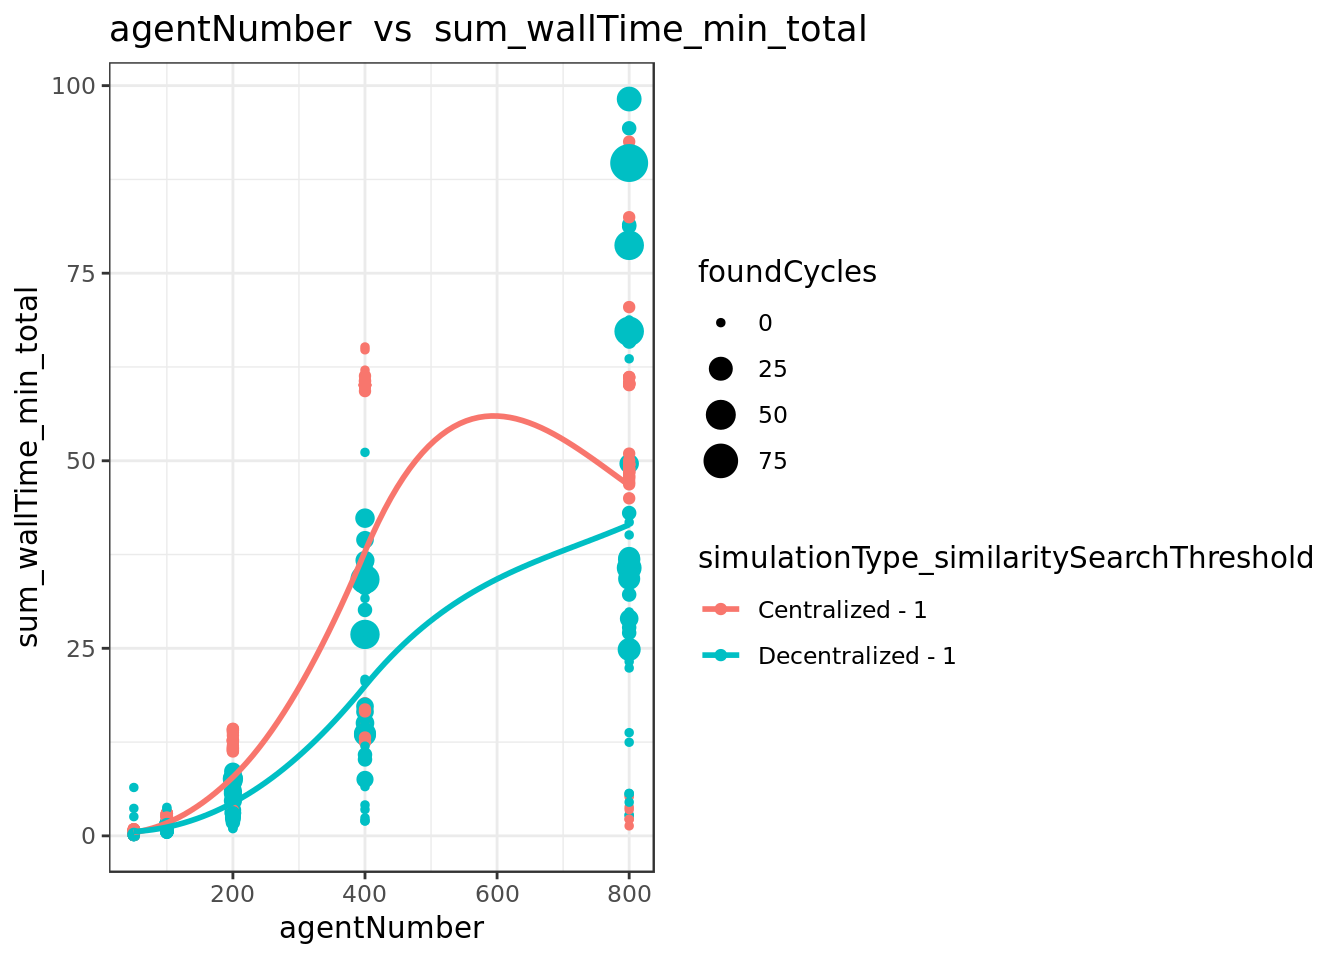 agentNumber vs sum_wallTime_min_total
100
75
50
25
0
sum_wallTime_min_total
200 400 600 800
agentNumber
foundCycles
0
25
50
75
simulationType_similaritySearchThreshold
Centralized - 1
Decentralized - 1